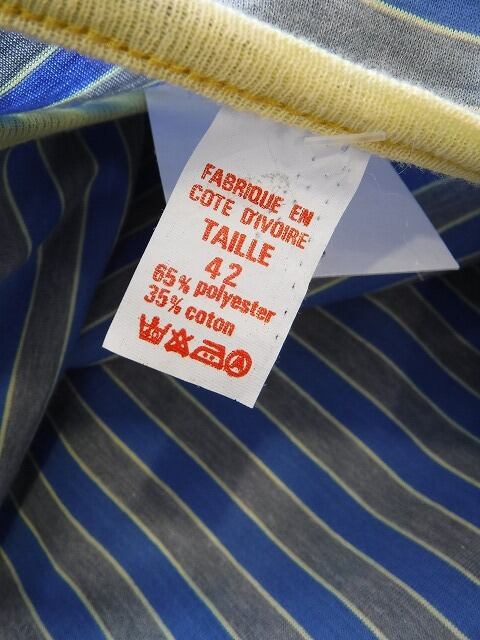 FABRIQUE EN
COTE D'IVOIRE
TAILLE
42
65% polyester
35% coton